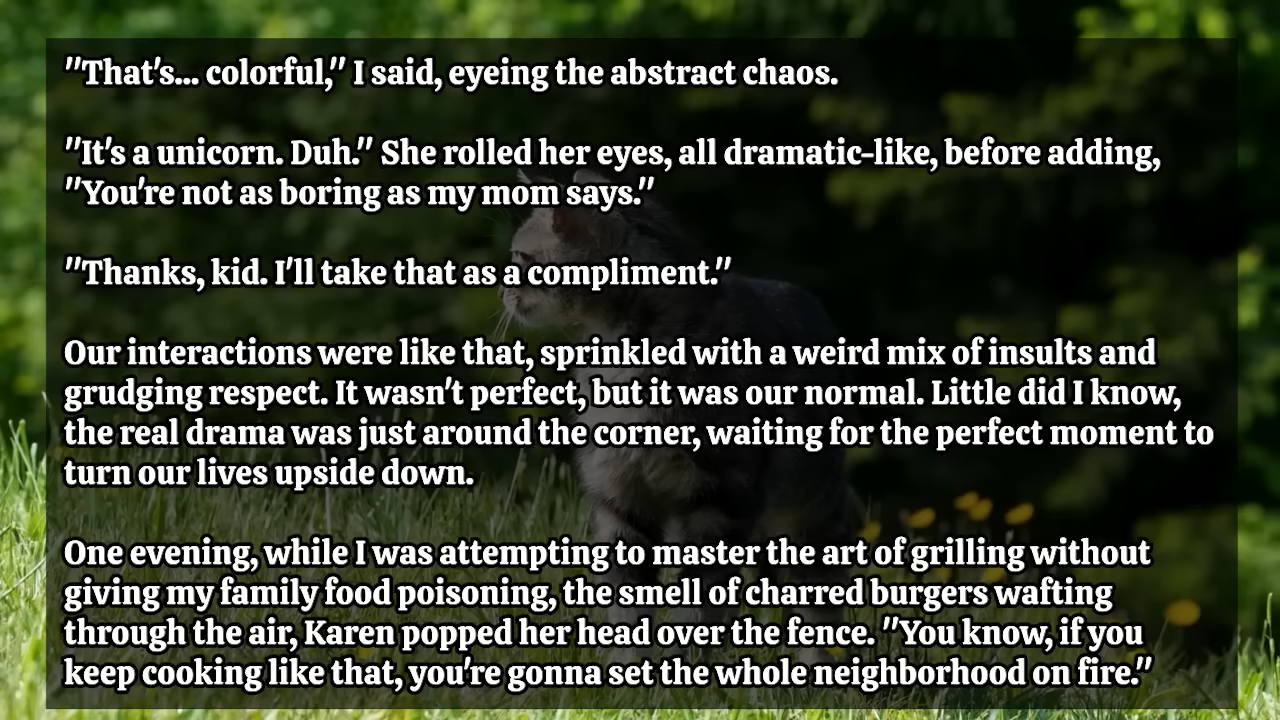 "That's... colorful," I said, eyeing the abstract chaos.
"It's a unicorn. Duh." She rolled her eyes, all dramatic-like, before adding,
"You're not as boring as my mom says."
"Thanks, kid. I'll take that as a compliment."
Our interactions were like that, sprinkled with a weird mix of insults and
grudging respect. It wasn't perfect, but it was our normal. Little did I know,
the real drama was just around the corner, waiting for the perfect moment to
turn our lives upside down.
One evening, while I was attempting to master the art of grilling without
giving my family food poisoning, the smell of charred burgers wafting
through the air, Karen popped her head over the fence. "You know, if you
keep cooking like that, you're gonna set the whole neighborhood on fire."